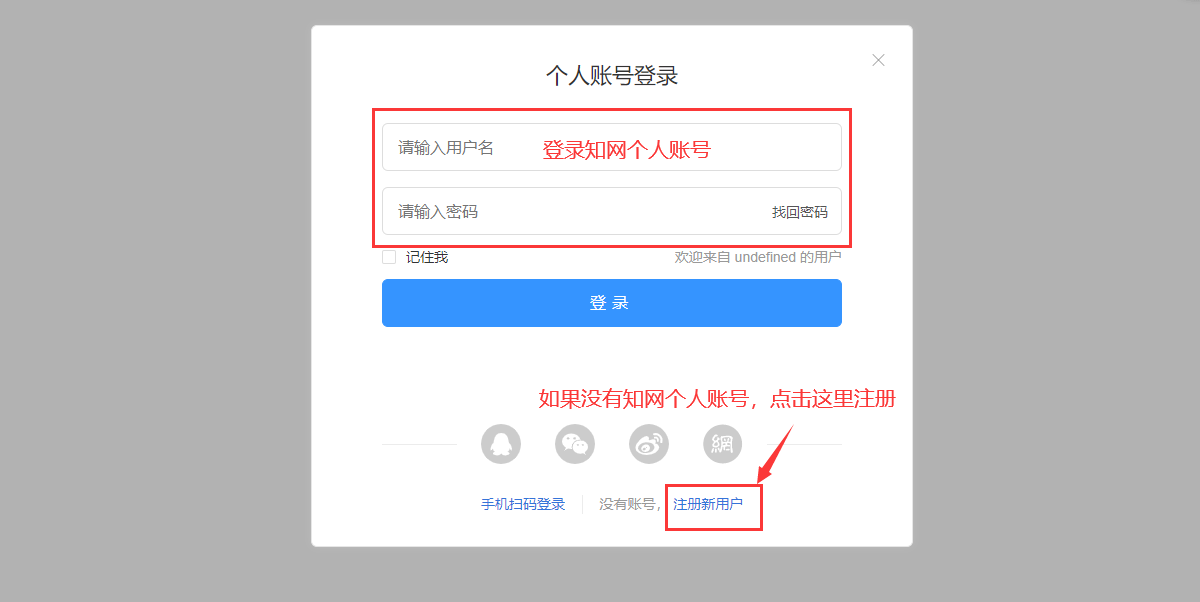 个人账号登录
请输入用户名
登录知网个人账号
请输入密码
找回密码
记住我
欢迎来自 undefined 的用户
登 录
如果没有知网个人账号，点击这里注册
網
手机扫码登录
没有账号，
注册新用户